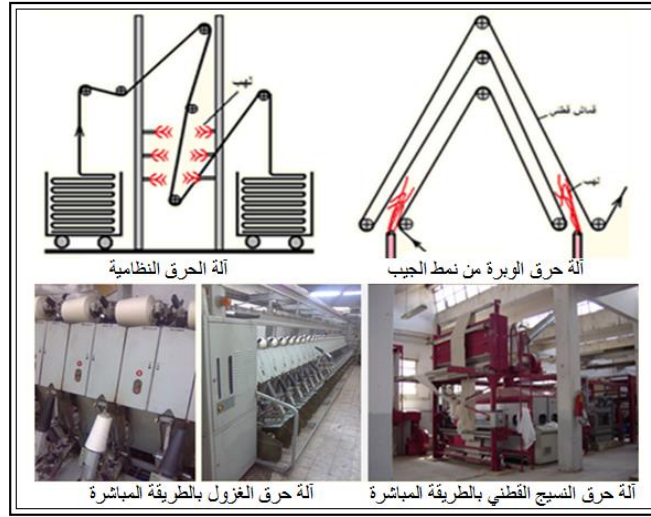 لهب
قماش قطني
لهب
آلة الحرق النظامية
آلة حرق الوبرة من نمط الجيب
آلة حرق الغزول بالطريقة المباشرة
آلة حرق النسيج القطني بالطريقة المباشرة